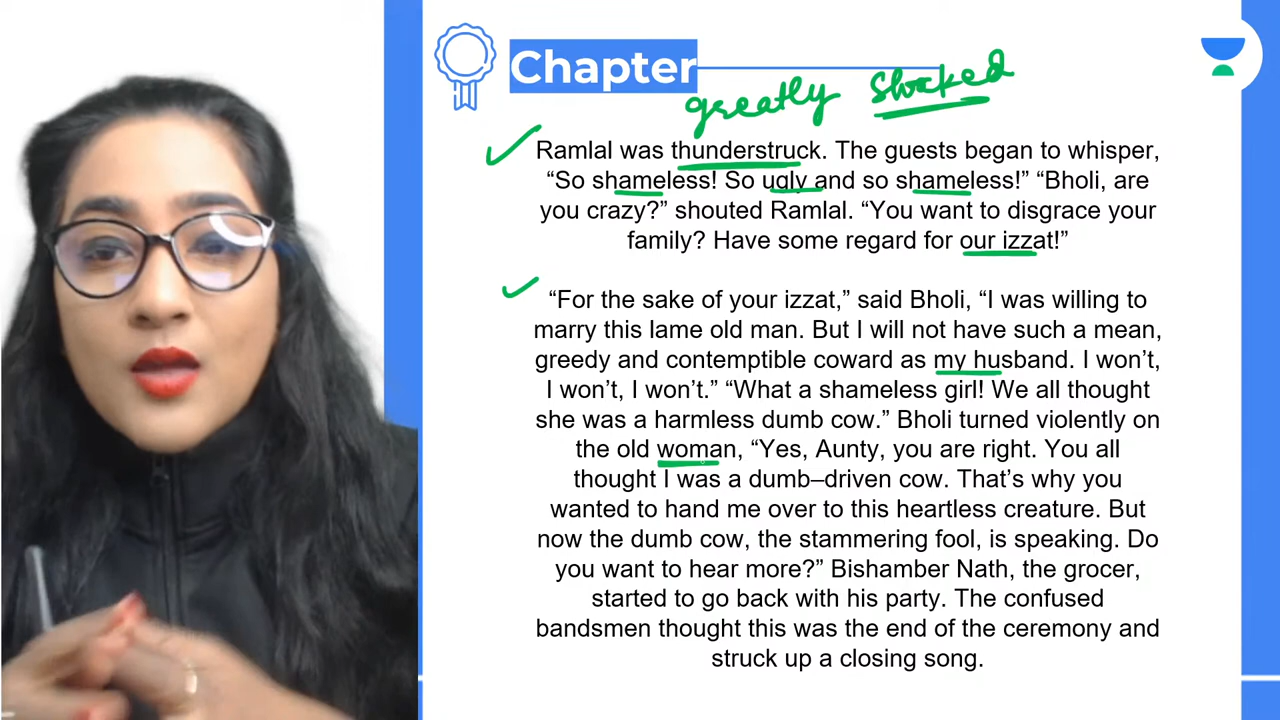 Chapter
greatly shocked
Ramlal was thunderstruck. The guests began to whisper,
“So shameless! So ugly and so shameless!” “Bholi, are
you crazy?” shouted Ramlal. “You want to disgrace your
family? Have some regard for our izzat!”
“For the sake of your izzat,” said Bholi, “I was willing to
marry this lame old man. But I will not have such a mean,
greedy and contemptible coward as my husband. I won’t,
I won’t, I won’t.” “What a shameless girl! We all thought
she was a harmless dumb cow.” Bholi turned violently on
the old woman, “Yes, Aunty, you are right. You all
thought I was a dumb–driven cow. That’s why you
wanted to hand me over to this heartless creature. But
now the dumb cow, the stammering fool, is speaking. Do
you want to hear more?” Bishamber Nath, the grocer,
started to go back with his party. The confused
bandsmen thought this was the end of the ceremony and
struck up a closing song.